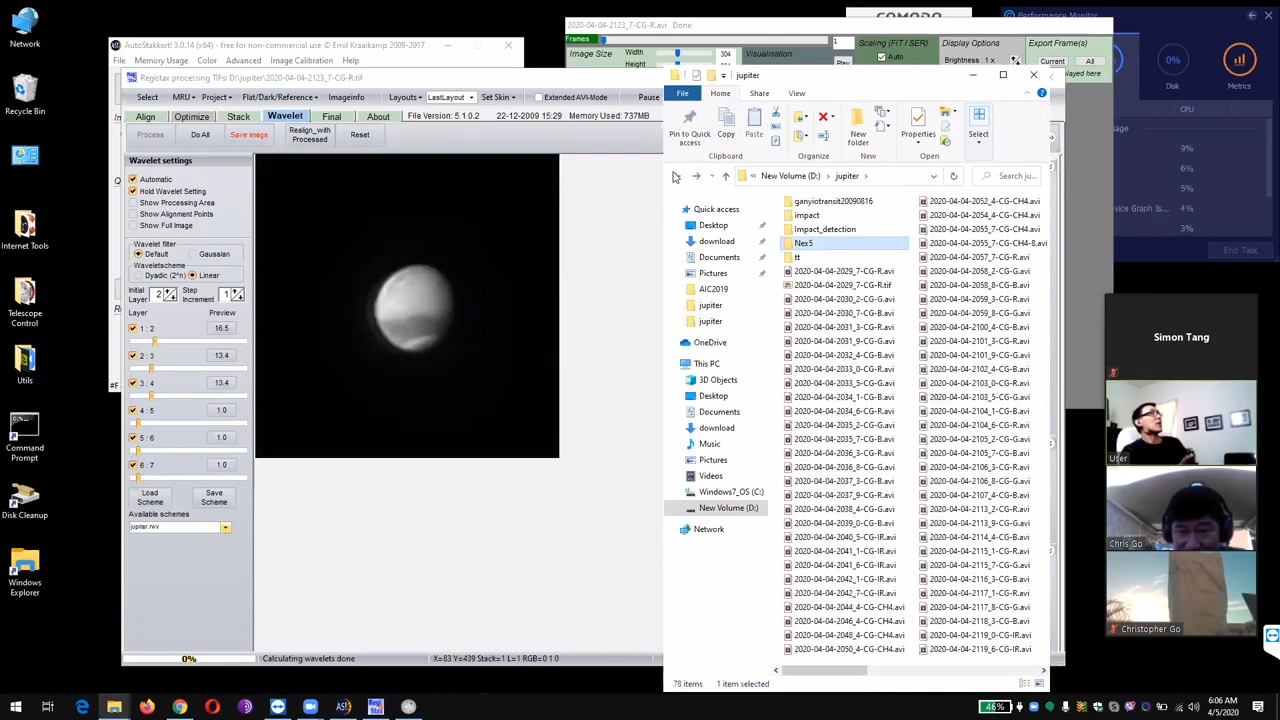 Network
Recycle Bin
Internet Tools
Telescope
Control
Utils
Command
Prompt
Disk Cleanup
Windows
Explorer
AutoStakkert! 3.0.14 (x64) - free for non-commercial use © Emil Kraaikamp 2009-2017
File
Memory Usage
Color
Advanced
Image Calibration
Help
#F
Registax processing TIFs: D:\jupiter\2020-04-04-2123_7-CG-R.tif
Select
MRU
Project
Flat/Dark/Reference
Imageinfo
Layouts
LastLayout
Set Skin
Extended AVI-Mode
Pause
Align
Optimize
Stack
Wavelet
Final
About
File Version: 5.1.0.2
22-12-2009 15:29
Memory Used: 737MB
Process
Do All
Save image
Realign_with
Processed
Reset
Wavelet settings
Automatic
Hold Wavelet Setting
Show Processing Area
Show Alignment Points
Show Full Image
Wavelet filter
Default
Gaussian
Waveletscheme
Dyadic (2^n)
Linear
Initial
Layer
2
Step
Increment
1
Layer
Preview
1 : 2
16.5
2 : 3
13.4
3 : 4
13.4
4 : 5
1.0
5 : 6
1.0
6 : 7
1.0
Load
Scheme
Save
Scheme
Available schemes
jupiter.rwv
0%
Calculating wavelets done
X=83 Y=439 Stack=1 L=1 RGB 0 1 0
2020-04-04-2123_7-CG-R.avi Done
Frames
1
Image Size
Width
304
Height
Visualisation
Play
Scaling (FIT / SER)
Auto
Display Options
Brightness 1 x
Export Frame(s)
Current
All
COMODO
Performance Monitor
0%
Disk
Metrics
CPU
9%
6%
5%
4%
3%
End Task
jupiter
File
Home
Share
View
Pin to Quick
access
Copy
Paste
Clipboard
Organize
New
folder
New
Properties
Open
Select
New Volume (D:)
jupiter
Search ju...
Quick access
Desktop
download
Documents
Pictures
AIC2019
jupiter
jupiter
OneDrive
This PC
3D Objects
Desktop
Documents
download
Music
Pictures
Videos
Windows7_OS (C:)
New Volume (D:)
Network
ganyiotransit20090816
impact
Impact_detection
Nex5
tt
2020-04-04-2029_7-CG-R.avi
2020-04-04-2029_7-CG-R.tif
2020-04-04-2030_2-CG-G.avi
2020-04-04-2030_7-CG-B.avi
2020-04-04-2031_3-CG-R.avi
2020-04-04-2031_9-CG-G.avi
2020-04-04-2032_4-CG-B.avi
2020-04-04-2033_0-CG-R.avi
2020-04-04-2033_5-CG-G.avi
2020-04-04-2034_1-CG-B.avi
2020-04-04-2034_6-CG-R.avi
2020-04-04-2035_2-CG-G.avi
2020-04-04-2035_7-CG-B.avi
2020-04-04-2036_3-CG-R.avi
2020-04-04-2036_8-CG-G.avi
2020-04-04-2037_3-CG-B.avi
2020-04-04-2037_9-CG-R.avi
2020-04-04-2038_4-CG-G.avi
2020-04-04-2039_0-CG-B.avi
2020-04-04-2040_5-CG-IR.avi
2020-04-04-2041_1-CG-IR.avi
2020-04-04-2041_6-CG-IR.avi
2020-04-04-2042_1-CG-IR.avi
2020-04-04-2042_7-CG-IR.avi
2020-04-04-2044_4-CG-CH4.avi
2020-04-04-2046_4-CG-CH4.avi
2020-04-04-2048_4-CG-CH4.avi
2020-04-04-2050_4-CG-CH4.avi
2020-04-04-2052_4-CG-CH4.avi
2020-04-04-2054_4-CG-CH4.avi
2020-04-04-2055_7-CG-CH4.avi
2020-04-04-2055_7-CG-CH4-8.avi
2020-04-04-2057_7-CG-R.avi
2020-04-04-2058_2-CG-G.avi
2020-04-04-2058_8-CG-B.avi
2020-04-04-2059_3-CG-R.avi
2020-04-04-2059_8-CG-G.avi
2020-04-04-2100_4-CG-B.avi
2020-04-04-2101_3-CG-R.avi
2020-04-04-2101_9-CG-G.avi
2020-04-04-2102_4-CG-B.avi
2020-04-04-2103_0-CG-R.avi
2020-04-04-2103_5-CG-G.avi
2020-04-04-2104_1-CG-B.avi
2020-04-04-2104_6-CG-R.avi
2020-04-04-2105_2-CG-G.avi
2020-04-04-2105_7-CG-B.avi
2020-04-04-2106_3-CG-R.avi
2020-04-04-2106_8-CG-G.avi
2020-04-04-2107_4-CG-B.avi
2020-04-04-2113_2-CG-R.avi
2020-04-04-2113_9-CG-G.avi
2020-04-04-2114_4-CG-B.avi
2020-04-04-2115_1-CG-R.avi
2020-04-04-2115_7-CG-G.avi
2020-04-04-2116_3-CG-B.avi
2020-04-04-2117_1-CG-R.avi
2020-04-04-2117_8-CG-G.avi
2020-04-04-2118_3-CG-B.avi
2020-04-04-2119_0-CG-IR.avi
2020-04-04-2119_6-CG-IR.avi
78 items
1 item selected
Simon Tang
User
Chris Go
Christopher Go
46%
6:06 AM
4/5/2020